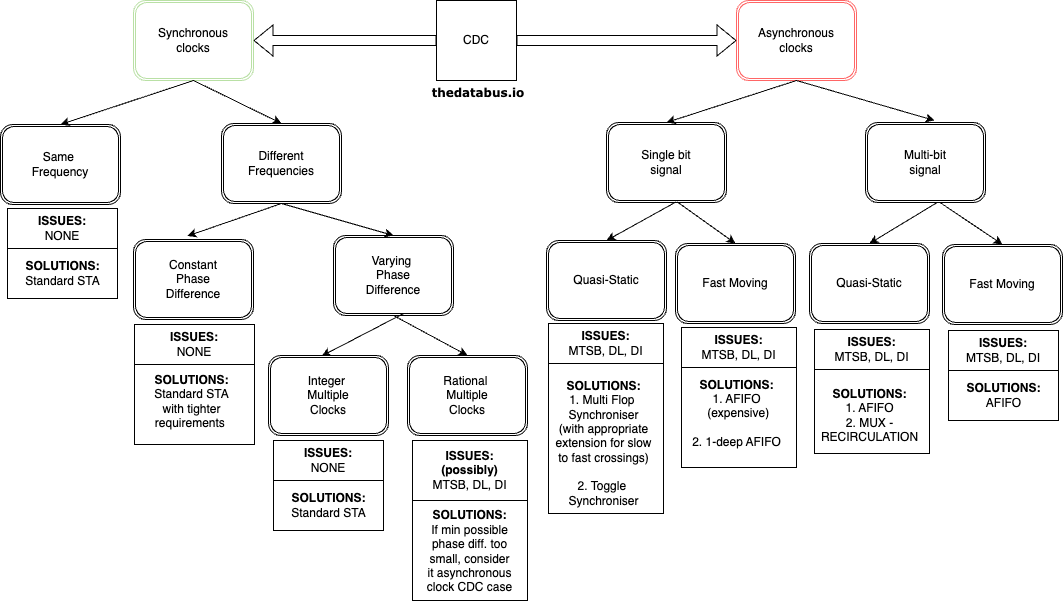 Synchronous
clocks
CDC
Asynchronous
clocks
thedatabus.io
Same
Frequency
Different
Frequencies
Single bit
signal
Multi-bit
signal
ISSUES:
NONE
SOLUTIONS:
Standard STA
Constant
Phase
Difference
Varying
Phase
Difference
Quasi-Static
Fast Moving
Quasi-Static
Fast Moving
ISSUES:
NONE
SOLUTIONS:
Standard STA
with tighter
requirements
Integer
Multiple
Clocks
Rational
Multiple
Clocks
ISSUES:
NONE
SOLUTIONS:
Standard STA
ISSUES:
(possibly)
MTSB, DL, DI
SOLUTIONS:
If min possible
phase diff. too
small, consider
it asynchronous
clock CDC case
ISSUES:
MTSB, DL, DI
SOLUTIONS:
1. Multi Flop
Synchroniser
(with appropriate
extension for slow
to fast crossings)
2. Toggle
Synchroniser
ISSUES:
MTSB, DL, DI
SOLUTIONS:
1. AFIFO
(expensive)
2. 1-deep AFIFO
ISSUES:
MTSB, DL, DI
SOLUTIONS:
1. AFIFO
2. MUX -
RECIRCULATION
ISSUES:
MTSB, DL, DI
SOLUTIONS:
AFIFO